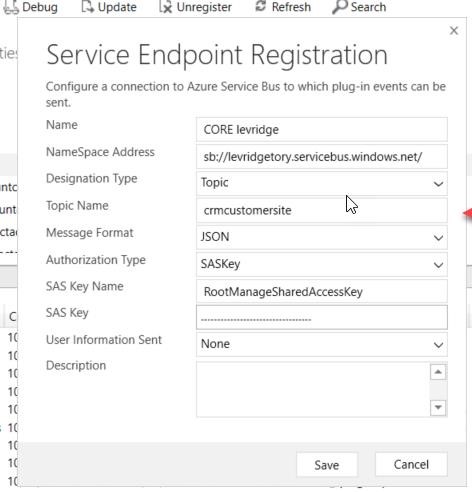 Debug Update Unregister Refresh Search
Service Endpoint Registration
Configure a connection to Azure Service Bus to which plug-in events can be
sent.
Name CORE levridge
NameSpace Address sb://levridgetory.servicebus.windows.net/
Designation Type Topic
Topic Name crmcustomersite
Message Format JSON
Authorization Type SASKey
SAS Key Name RootManageSharedAccessKey
SAS Key ---------------------------------
User Information Sent None
Description
Save Cancel